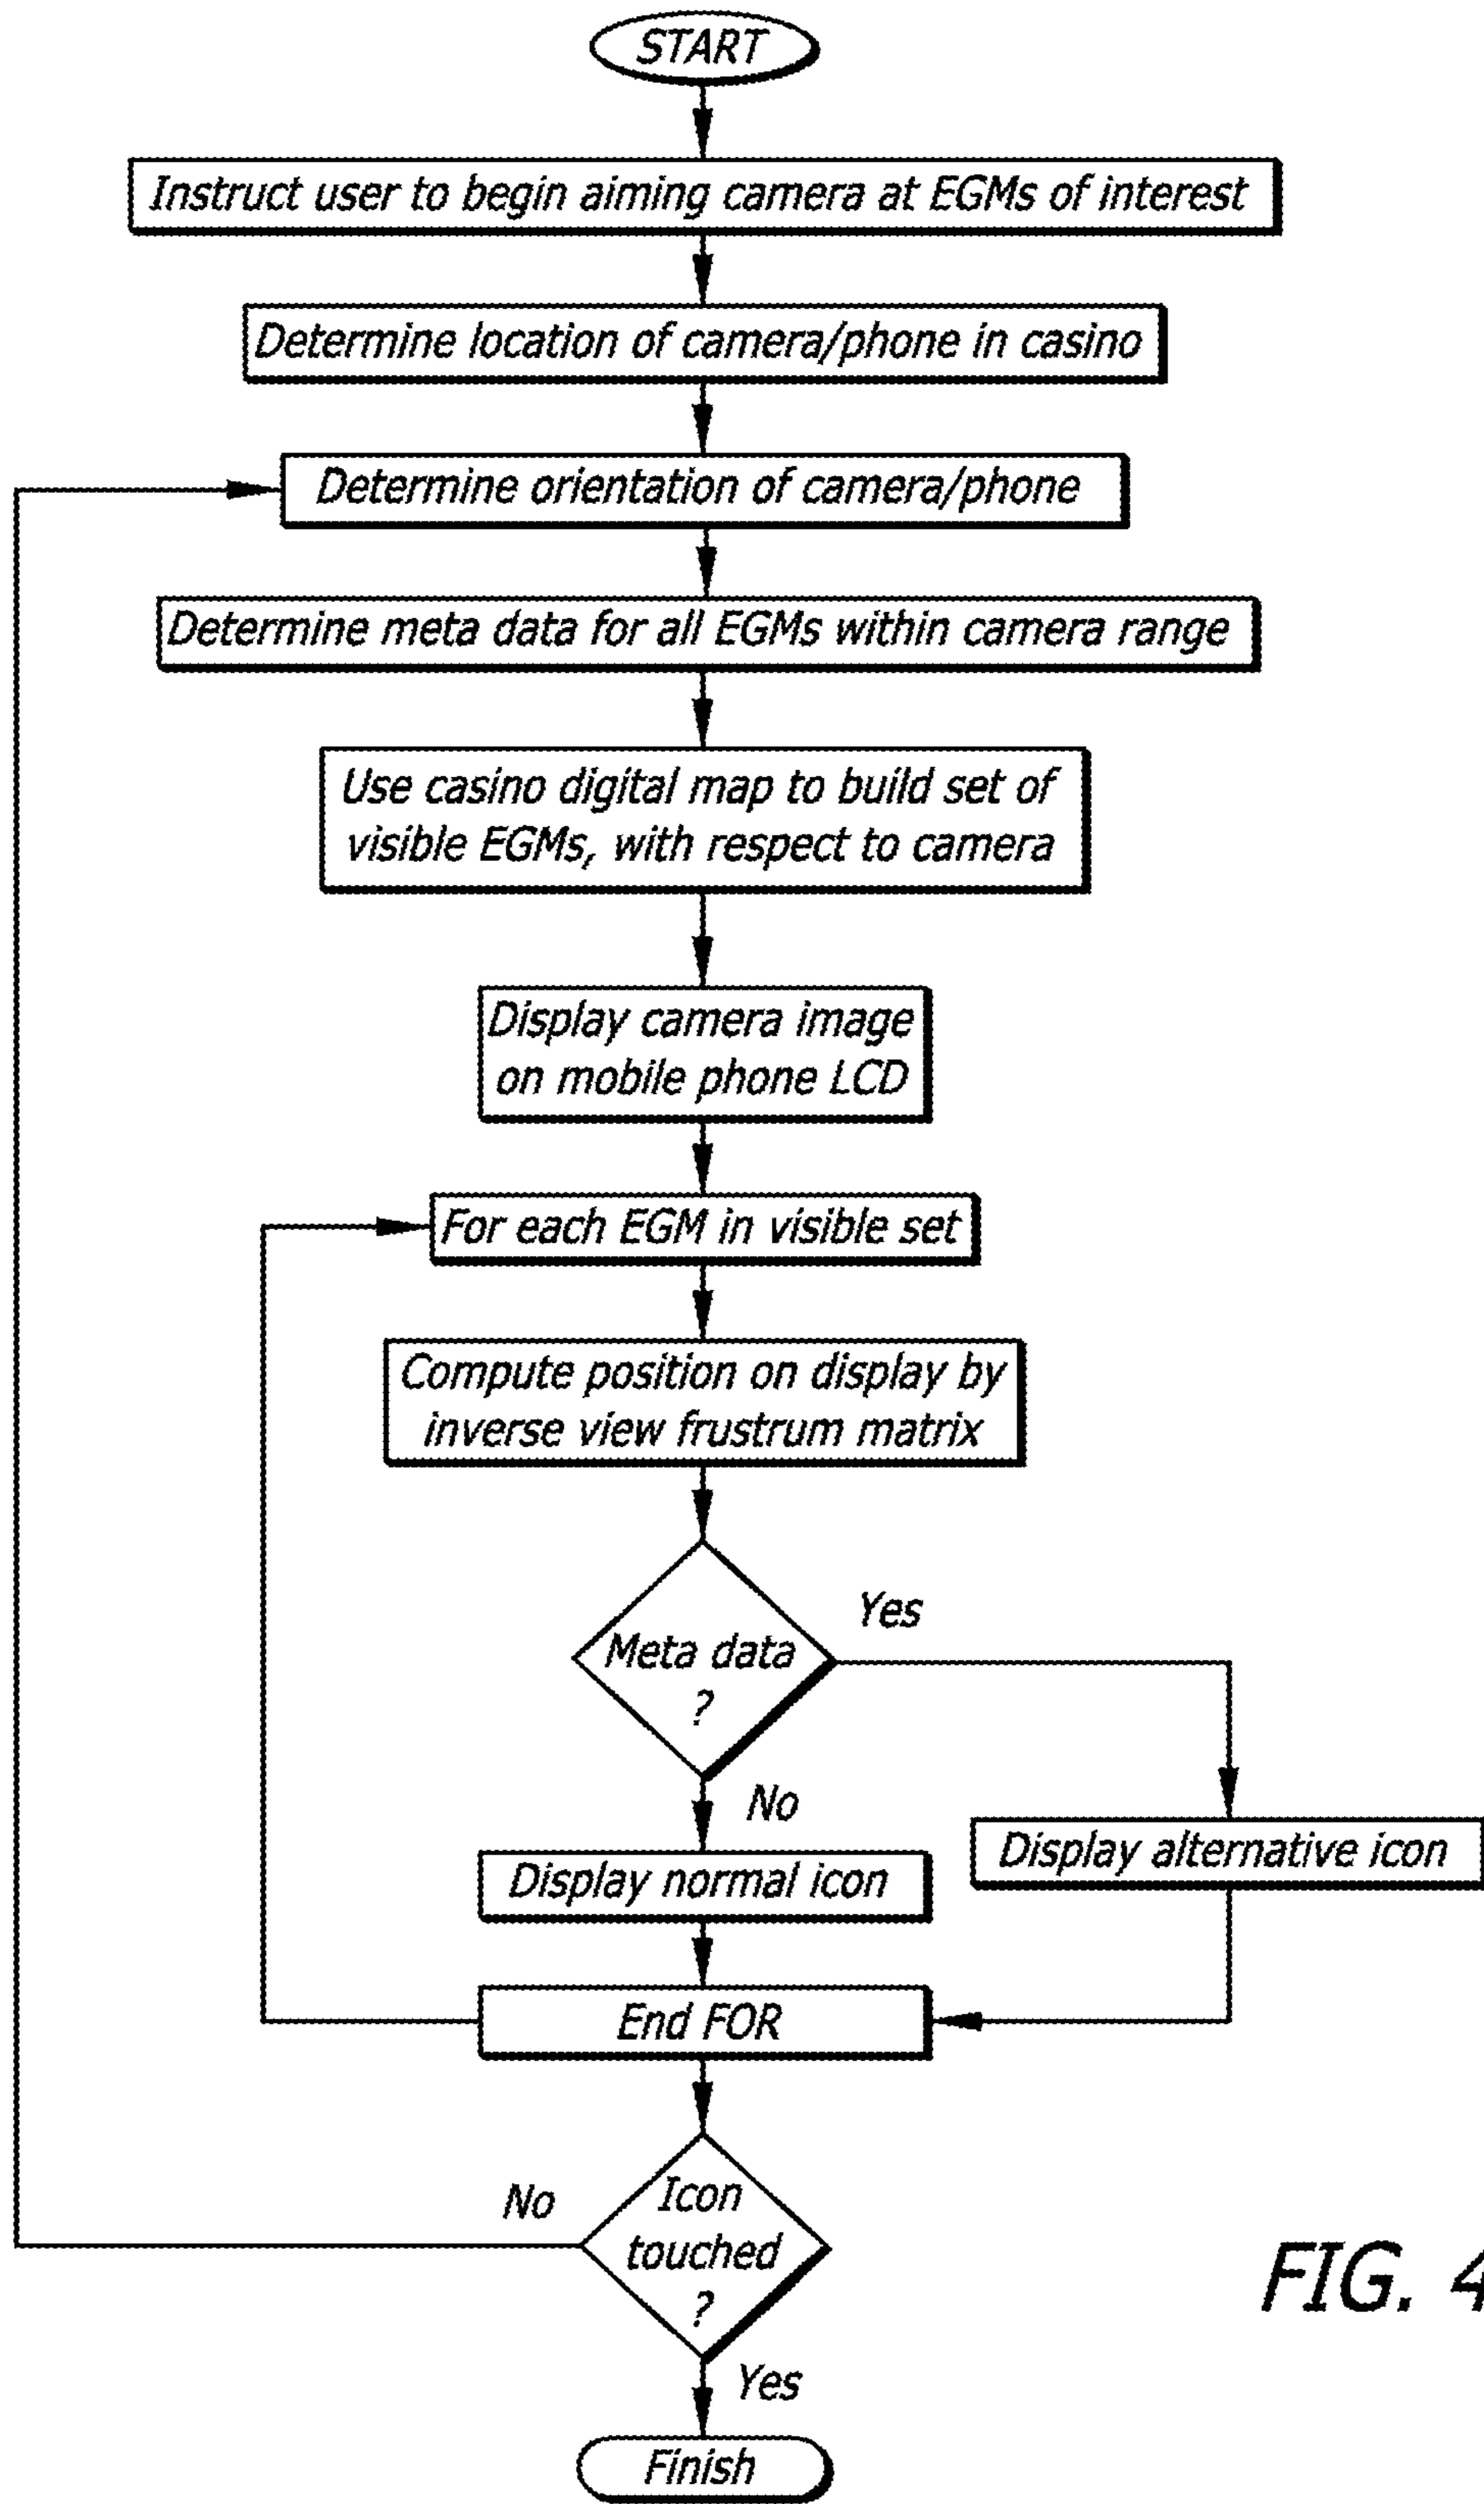 START
Instruct user to begin aiming camera at EGMs of interest
Determine location of camera/phone in casino
Determine orientation of camera/phone
Determine meta data for all EGMs within camera range
Use casino digital map to build set of
visible EGMs, with respect to camera
Display camera image
on mobile phone LCD
For each EGM in visible set
Compute position on display by
inverse view frustrum matrix
Yes
Meta data
?
No
Display alternative icon
Display normal icon
End FOR
No
Icon
touched
?
FIG. 4
Yes
Finish